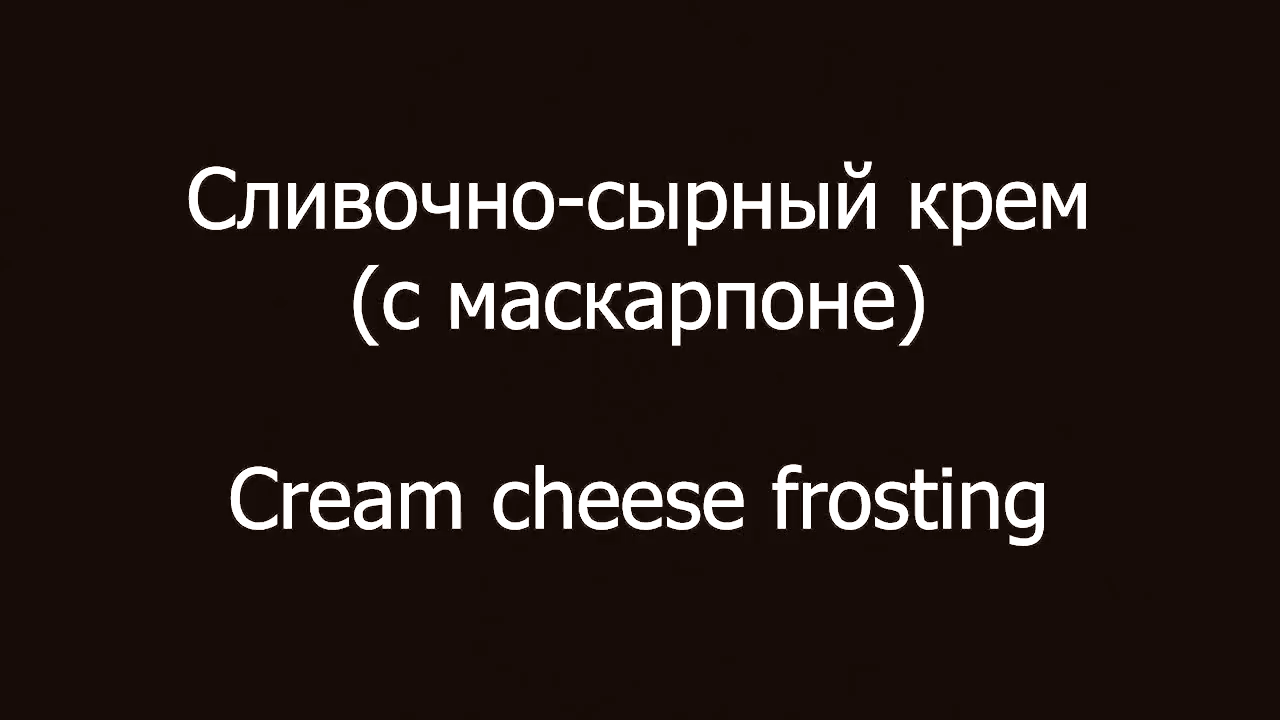 Сливочно-сырный крем
(с маскарпоне)
Cream cheese frosting